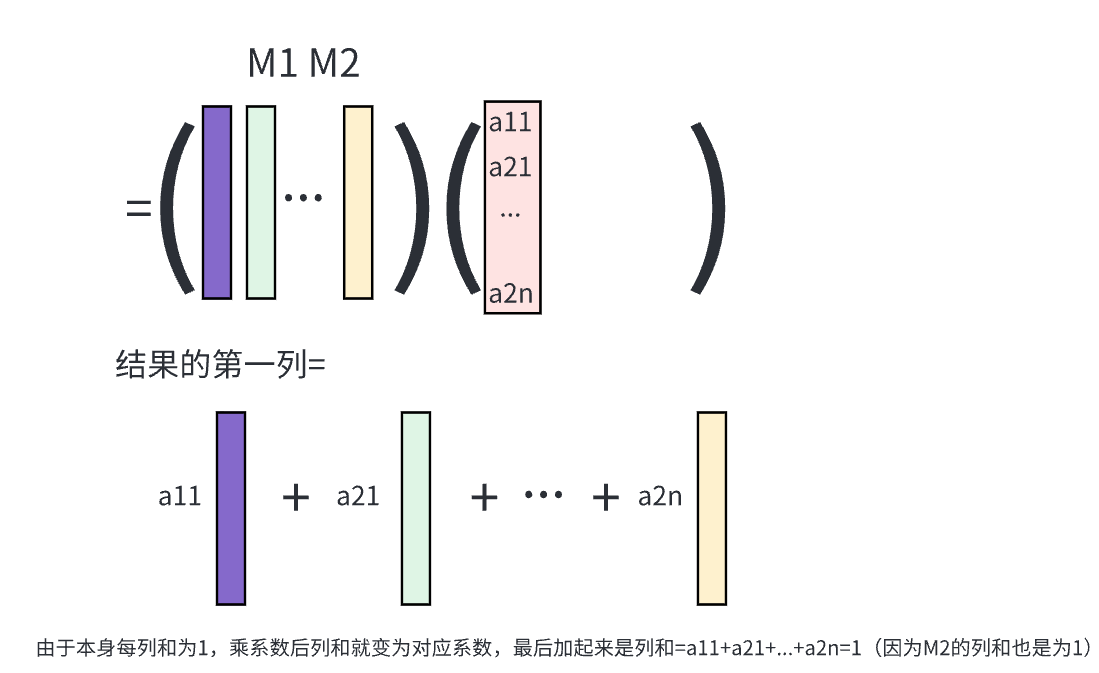 M1 M2
=( ... )( a11
a21
...
a2n )
结果的第一列=
a11 + a21 + ... + a2n
由于本身每列和为1，乘系数后列和就变为对应系数，最后加起来是列和=a11+a21+...+a2n=1（因为M2的列和也是为1）